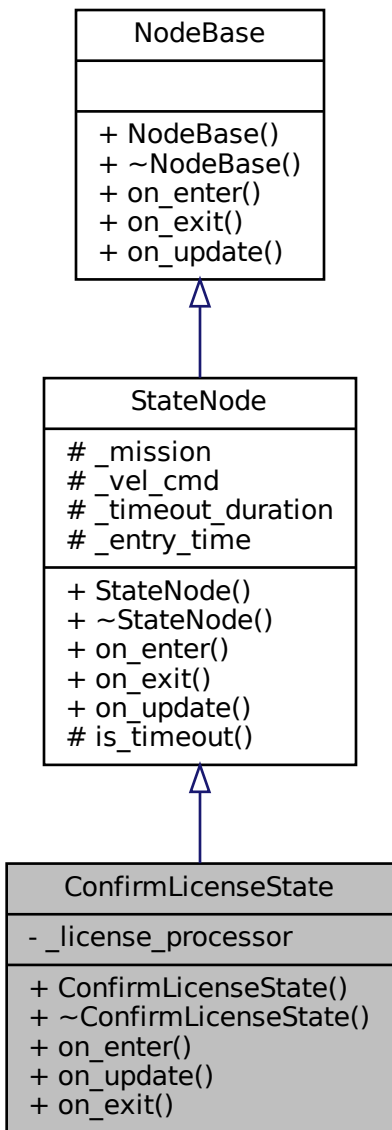 NodeBase
+ NodeBase()
+ ~NodeBase()
+ on_enter()
+ on_exit()
+ on_update()
StateNode
# _mission
# _vel_cmd
# _timeout_duration
# _entry_time
+ StateNode()
+ ~StateNode()
+ on_enter()
+ on_exit()
+ on_update()
# is_timeout()
ConfirmLicenseState
- _license_processor
+ ConfirmLicenseState()
+ ~ConfirmLicenseState()
+ on_enter()
+ on_update()
+ on_exit()